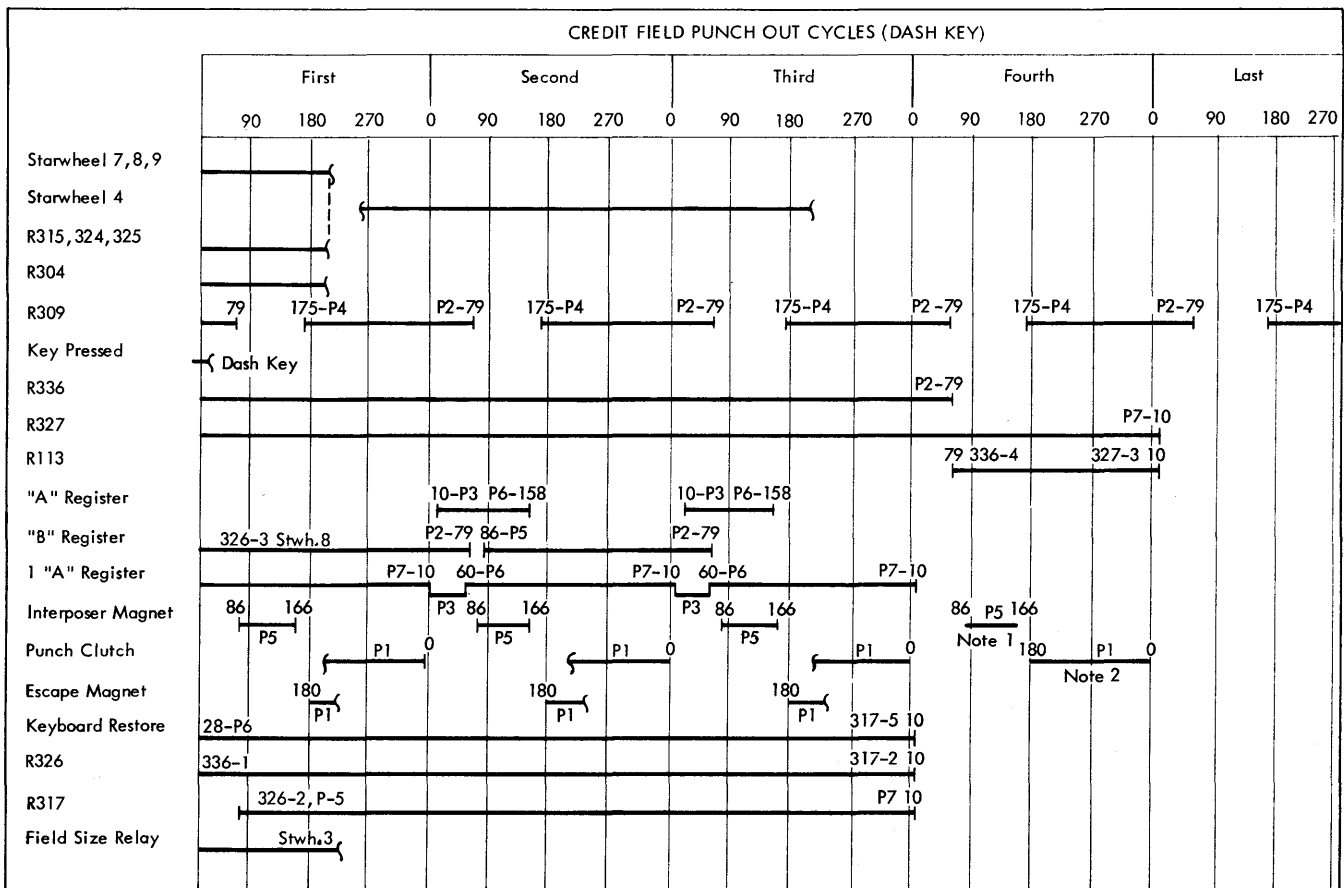 CREDIT FIELD PUNCH OUT CYCLES (DASH KEY)
First Second Third Fourth Last
90 180 270 0 90 180 270 0 90 180 270 0 90 180 270 0 90 180 270
Starwheel 7,8,9
Starwheel 4
R315,324,325
R304
R309 79 175-P4 P2-79 175-P4 P2-79 175-P4 P2-79 175-P4 P2-79 175-P4
Key Pressed Dash Key
R336 P2-79
R327 P7-10
R113 79 336-4 327-3 10
"A" Register 10-P3 P6-158 10-P3 P6-158
"B" Register 326-3 Stwh.8 P2-79 86-P5 P2-79
1 "A" Register P7-10 60-P6 P7-10 60-P6 P7-10
P3 P3
Interposer Magnet 86 166 86 166 86 166 86 P5 166
P5 P5 P5 Note 1
Punch Clutch P1 0 P1 0 P1 0 180 P1 0
Note 2
Escape Magnet 180 180 180
P1 P1 P1
Keyboard Restore 28-P6 317-5 10
R326 336-1 317-2 10
R317 326-2, P-5 P7 10
Field Size Relay Stwh.3